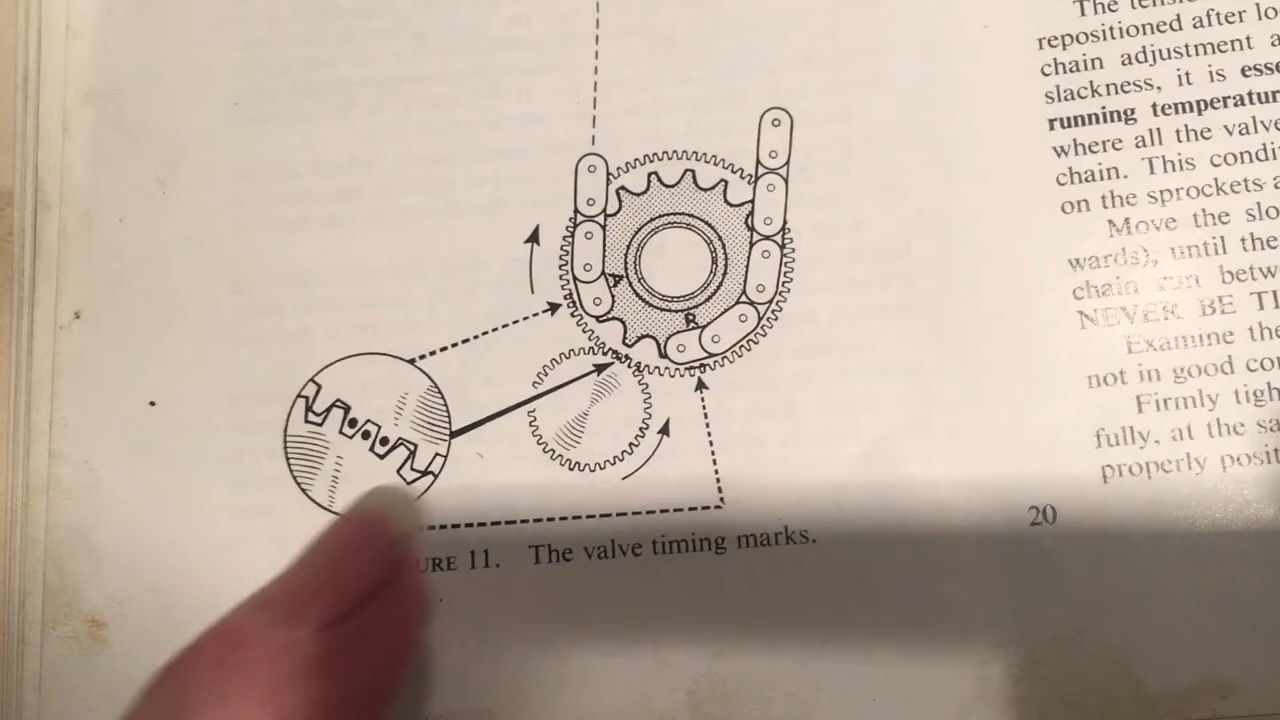 A
R
URE 11. The valve timing marks.
The
repositioned after lo
chain adjustment a
slackness, it is esse
running temperatur
where all the valve
chain. This condi
on the sprockets a
Move the slo
wards), until the
chain run betw
NEVER BE TI
Examine the
not in good co
Firmly tigh
fully, at the sa
properly posit
20